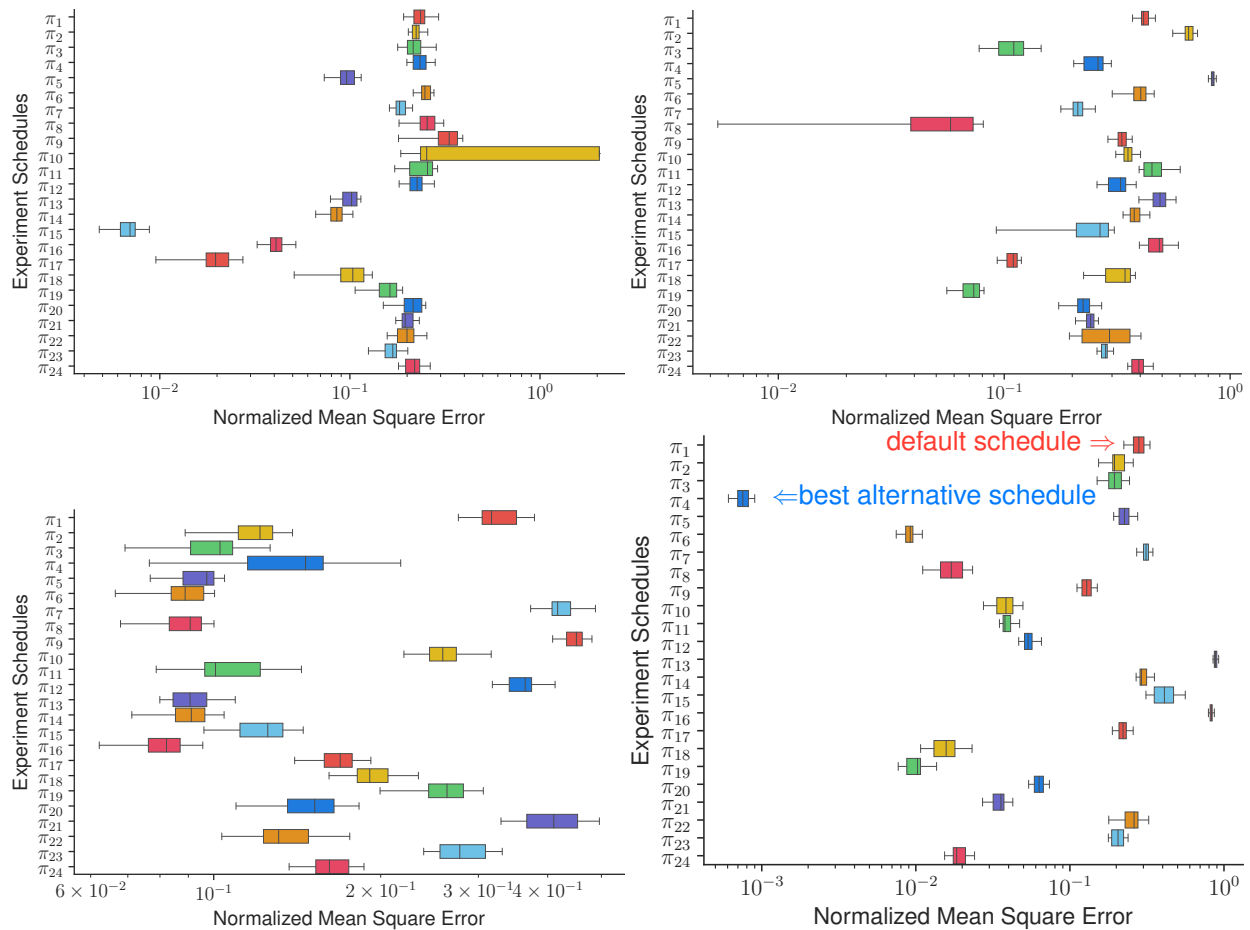 π₁
π₂
π₃
π₄
π₅
π₆
π₇
π₈
π₉
π₁₀
π₁₁
π₁₂
π₁₃
π₁₄
π₁₅
π₁₆
π₁₇
π₁₈
π₁₉
π₂₀
π₂₁
π₂₂
π₂₃
π₂₄
Experiment Schedules
10⁻² 10⁻¹ 10⁰
Normalized Mean Square Error
π₁
π₂
π₃
π₄
π₅
π₆
π₇
π₈
π₉
π₁₀
π₁₁
π₁₂
π₁₃
π₁₄
π₁₅
π₁₆
π₁₇
π₁₈
π₁₉
π₂₀
π₂₁
π₂₂
π₂₃
π₂₄
Experiment Schedules
10⁻² 10⁻¹ 10⁰
Normalized Mean Square Error
π₁
π₂
π₃
π₄
π₅
π₆
π₇
π₈
π₉
π₁₀
π₁₁
π₁₂
π₁₃
π₁₄
π₁₅
π₁₆
π₁₇
π₁₈
π₁₉
π₂₀
π₂₁
π₂₂
π₂₃
π₂₄
Experiment Schedules
6 × 10⁻² 10⁻¹ 2 × 10⁻¹ 3 × 10⁻¹ 4 × 10⁻¹
Normalized Mean Square Error
π₁ default schedule ⇒
π₂
π₃
π₄ ⇐best alternative schedule
π₅
π₆
π₇
π₈
π₉
π₁₀
π₁₁
π₁₂
π₁₃
π₁₄
π₁₅
π₁₆
π₁₇
π₁₈
π₁₉
π₂₀
π₂₁
π₂₂
π₂₃
π₂₄
Experiment Schedules
10⁻³ 10⁻² 10⁻¹ 10⁰
Normalized Mean Square Error